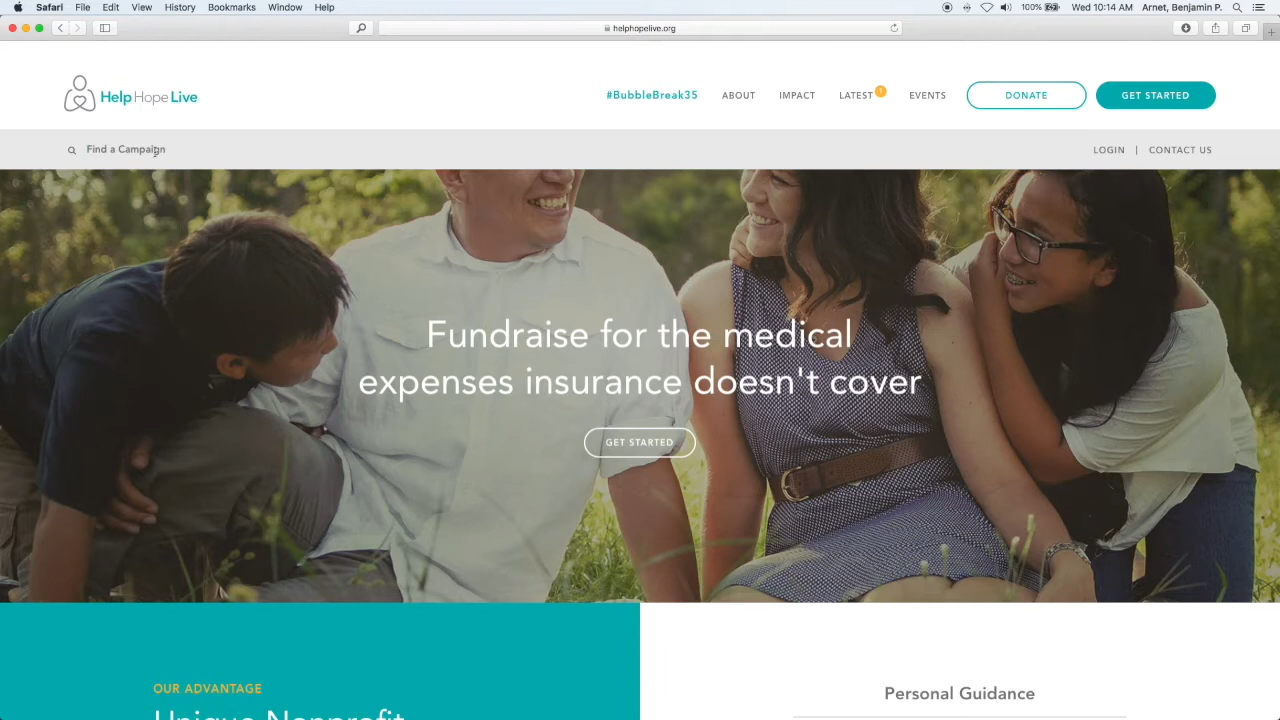 Safari File Edit View History Bookmarks Window Help 100% Wed 10:14 AM Arnet, Benjamin P.
helphopelive.org
Help Hope Live #BubbleBreak35 ABOUT IMPACT LATEST EVENTS DONATE GET STARTED
Find a Campaign LOGIN | CONTACT US
Fundraise for the medical
expenses insurance doesn't cover
GET STARTED
OUR ADVANTAGE
Unique Nonprofit
Personal Guidance